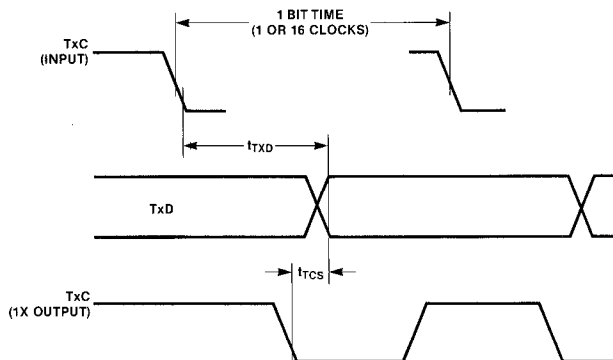 1 BIT TIME
(1 OR 16 CLOCKS)
TxC
(INPUT)
tTXD
TxD
tTCS
TxC
(1X OUTPUT)